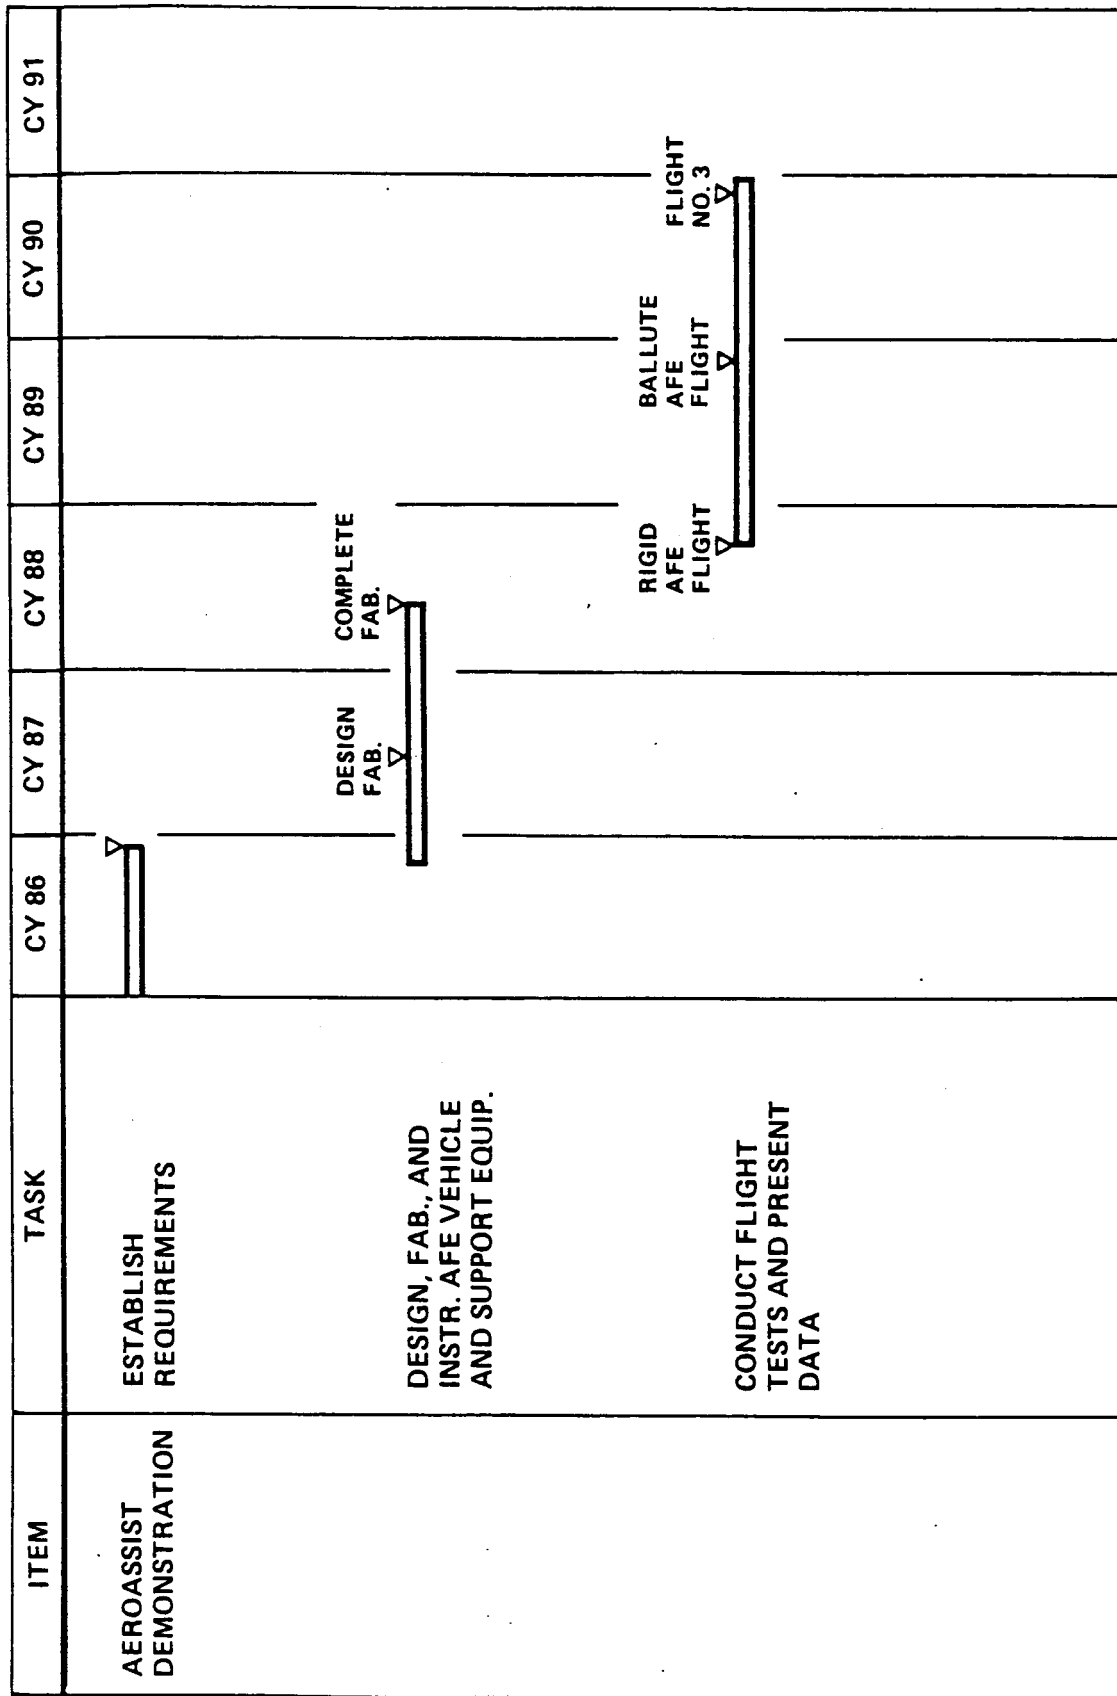 ITEM
TASK
CY 86
CY 87
CY 88
CY 89
CY 90
CY 91
AEROASSIST
DEMONSTRATION
ESTABLISH
REQUIREMENTS
DESIGN, FAB., AND
INSTR. AFE VEHICLE
AND SUPPORT EQUIP.
DESIGN
FAB.
COMPLETE
FAB.
CONDUCT FLIGHT
TESTS AND PRESENT
DATA
RIGID
AFE
FLIGHT
BALLUTE
AFE
FLIGHT
FLIGHT
NO. 3